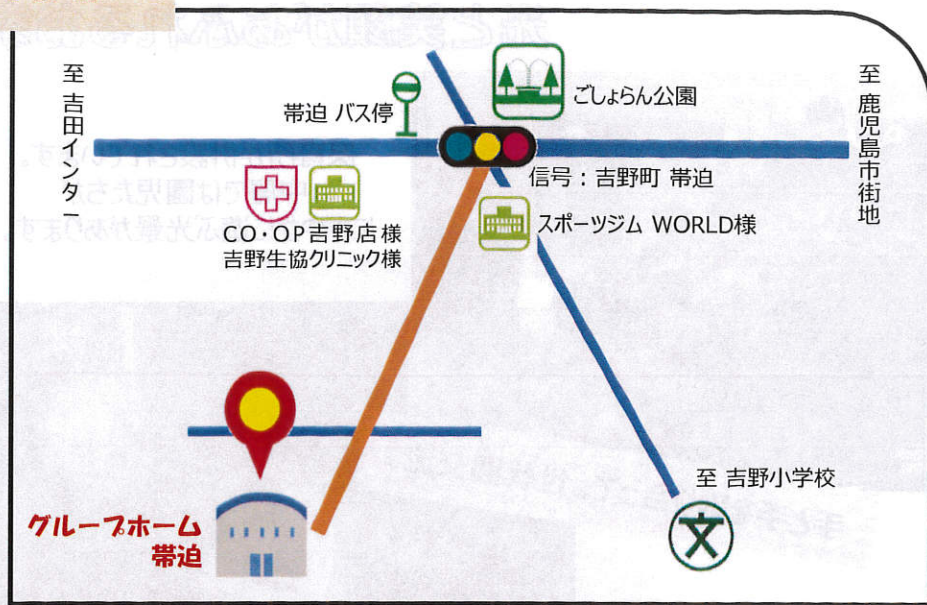 至 吉田インター
至 鹿児島市街地
帯迫 バス停
ごしょらん公園
信号：吉野町 帯迫
スポーツジム WORLD様
CO・OP吉野店様
吉野生協クリニック様
至 吉野小学校
文
グループホーム
帯迫